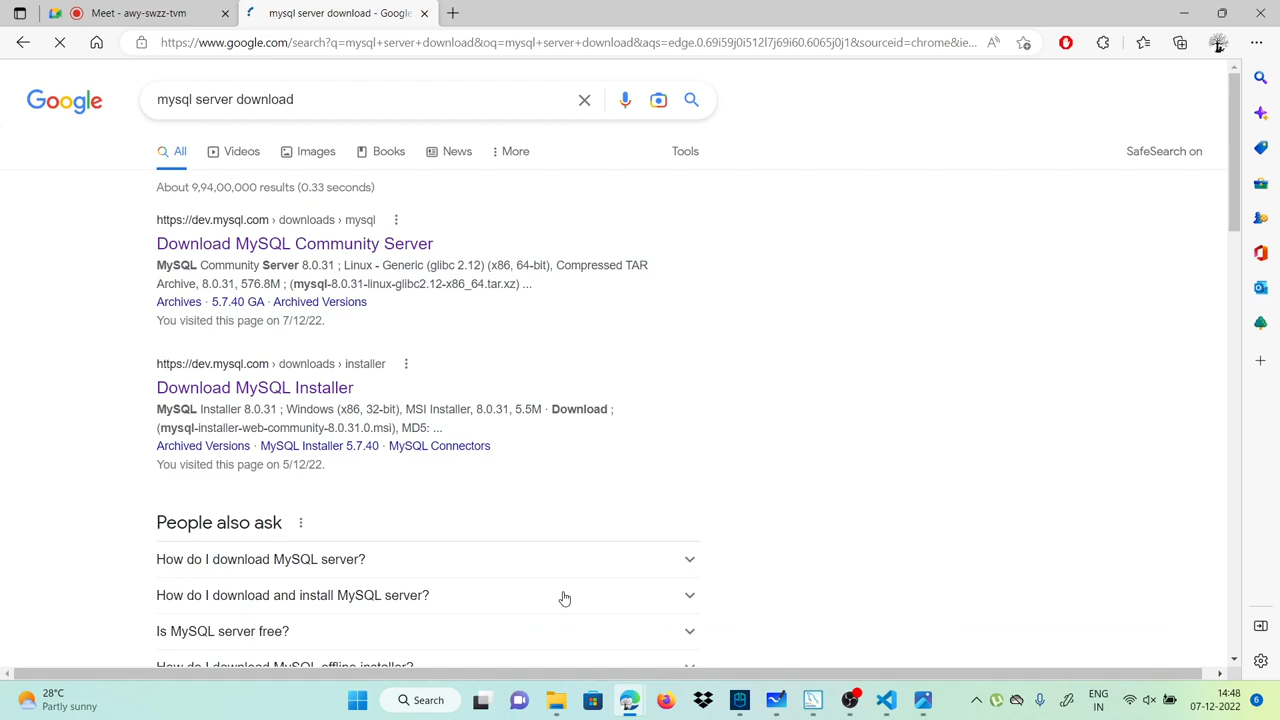 Meet - awy-swzz-tvm
mysql server download - Google
https://www.google.com/search?q=mysql+server+download&oq=mysql+server+download&aqs=edge.0.69i59j0i512l7j69i60.6065j0j1&sourceid=chrome&ie...
Google
mysql server download
All
Videos
Images
Books
News
More
Tools
SafeSearch on
About 9,94,00,000 results (0.33 seconds)
https://dev.mysql.com › downloads › mysql
Download MySQL Community Server
MySQL Community Server 8.0.31 ; Linux - Generic (glibc 2.12) (x86, 64-bit), Compressed TAR
Archive, 8.0.31, 576.8M ; (mysql-8.0.31-linux-glibc2.12-x86_64.tar.xz) ...
Archives · 5.7.40 GA · Archived Versions
You visited this page on 7/12/22.
https://dev.mysql.com › downloads › installer
Download MySQL Installer
MySQL Installer 8.0.31 ; Windows (x86, 32-bit), MSI Installer, 8.0.31, 5.5M · Download ;
(mysql-installer-web-community-8.0.31.0.msi), MD5: ...
Archived Versions · MySQL Installer 5.7.40 · MySQL Connectors
You visited this page on 5/12/22.
People also ask
How do I download MySQL server?
How do I download and install MySQL server?
Is MySQL server free?
How do I download MySQL offline installer?
28°C
Partly sunny
Search
ENG
IN
14:48
07-12-2022
6